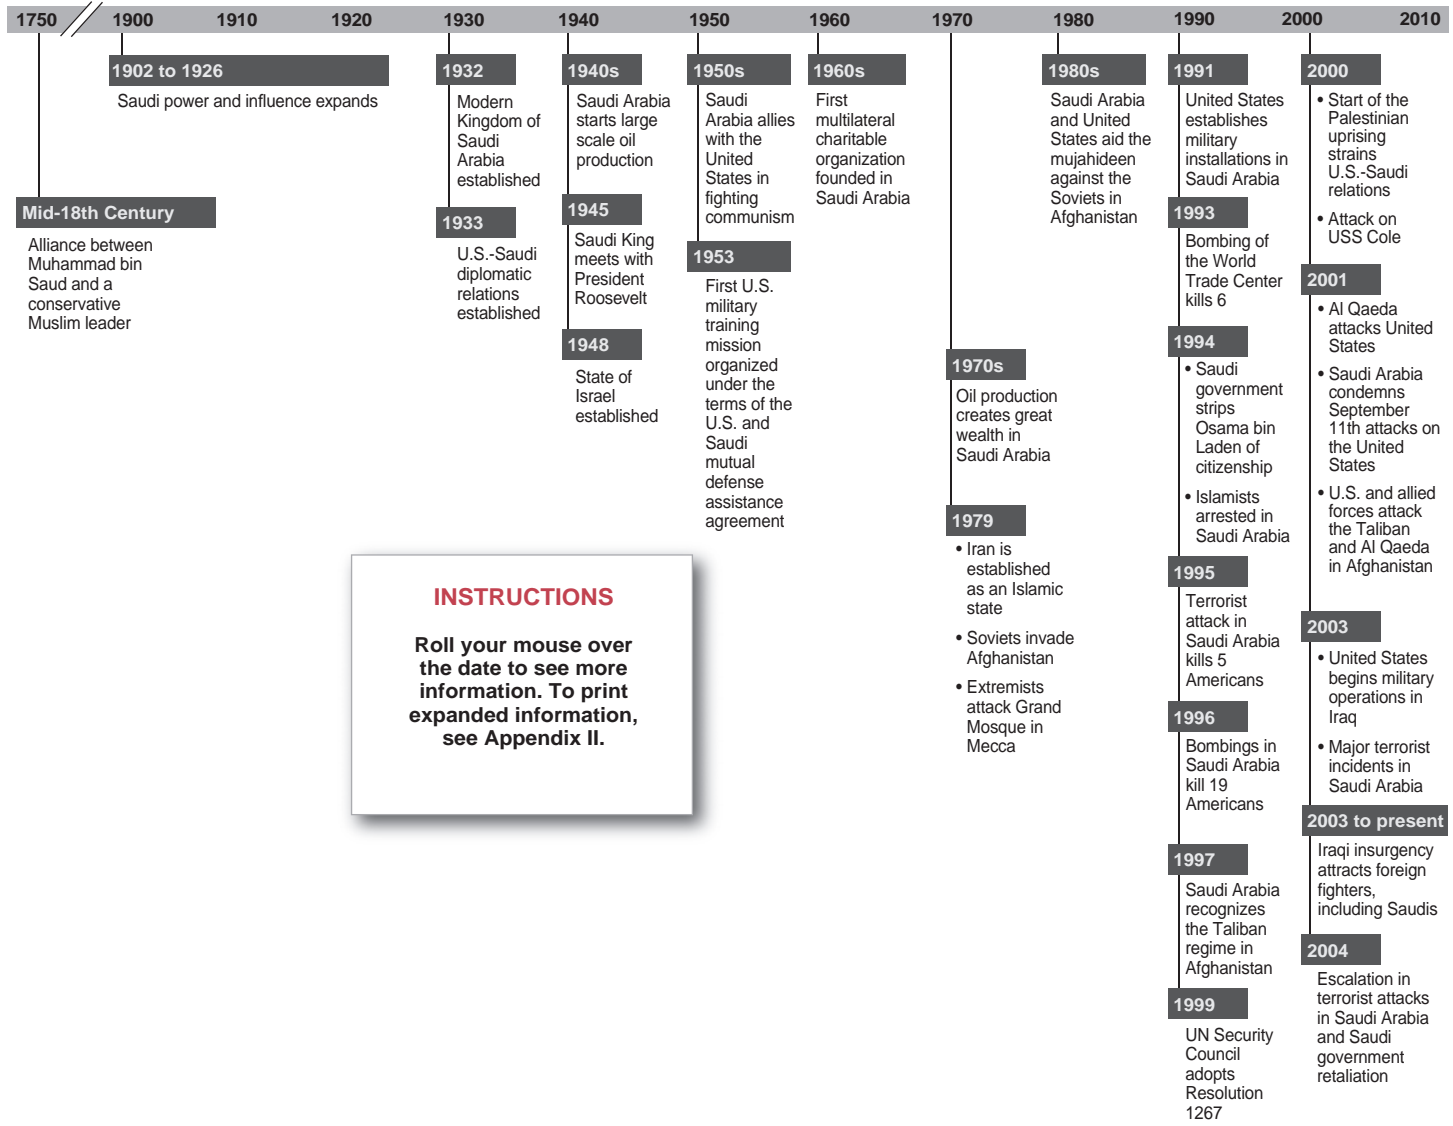 1750 1900 1910 1920 1930 1940 1950 1960 1970 1980 1990 2000 2010
Mid-18th Century
Alliance between
Muhammad bin
Saud and a
conservative
Muslim leader
1902 to 1926
Saudi power and influence expands
1932
Modern
Kingdom of
Saudi
Arabia
established
1933
U.S.-Saudi
diplomatic
relations
established
1940s
Saudi Arabia
starts large
scale oil
production
1945
Saudi King
meets with
President
Roosevelt
1948
State of
Israel
established
1950s
Saudi
Arabia allies
with the
United
States in
fighting
communism
1953
First U.S.
military
training
mission
organized
under the
terms of the
U.S. and
Saudi
mutual
defense
assistance
agreement
1960s
First
multilateral
charitable
organization
founded in
Saudi Arabia
1970s
Oil production
creates great
wealth in
Saudi Arabia
1979
• Iran is
established
as an Islamic
state
• Soviets invade
Afghanistan
• Extremists
attack Grand
Mosque in
Mecca
1980s
Saudi Arabia
and United
States aid the
mujahideen
against the
Soviets in
Afghanistan
1991
United States
establishes
military
installations in
Saudi Arabia
1993
Bombing of
the World
Trade Center
kills 6
1994
• Saudi
government
strips
Osama bin
Laden of
citizenship
• Islamists
arrested in
Saudi Arabia
1995
Terrorist
attack in
Saudi Arabia
kills 5
Americans
1996
Bombings in
Saudi Arabia
kill 19
Americans
1997
Saudi Arabia
recognizes
the Taliban
regime in
Afghanistan
1999
UN Security
Council
adopts
Resolution
1267
2000
• Start of the
Palestinian
uprising
strains
U.S.-Saudi
relations
• Attack on
USS Cole
2001
• Al Qaeda
attacks United
States
• Saudi Arabia
condemns
September
11th attacks on
the United
States
• U.S. and allied
forces attack
the Taliban
and Al Qaeda
in Afghanistan
2003
• United States
begins military
operations in
Iraq
• Major terrorist
incidents in
Saudi Arabia
2003 to present
Iraqi insurgency
attracts foreign
fighters,
including Saudis
2004
Escalation in
terrorist attacks
in Saudi Arabia
and Saudi
government
retaliation
INSTRUCTIONS
Roll your mouse over
the date to see more
information. To print
expanded information,
see Appendix II.